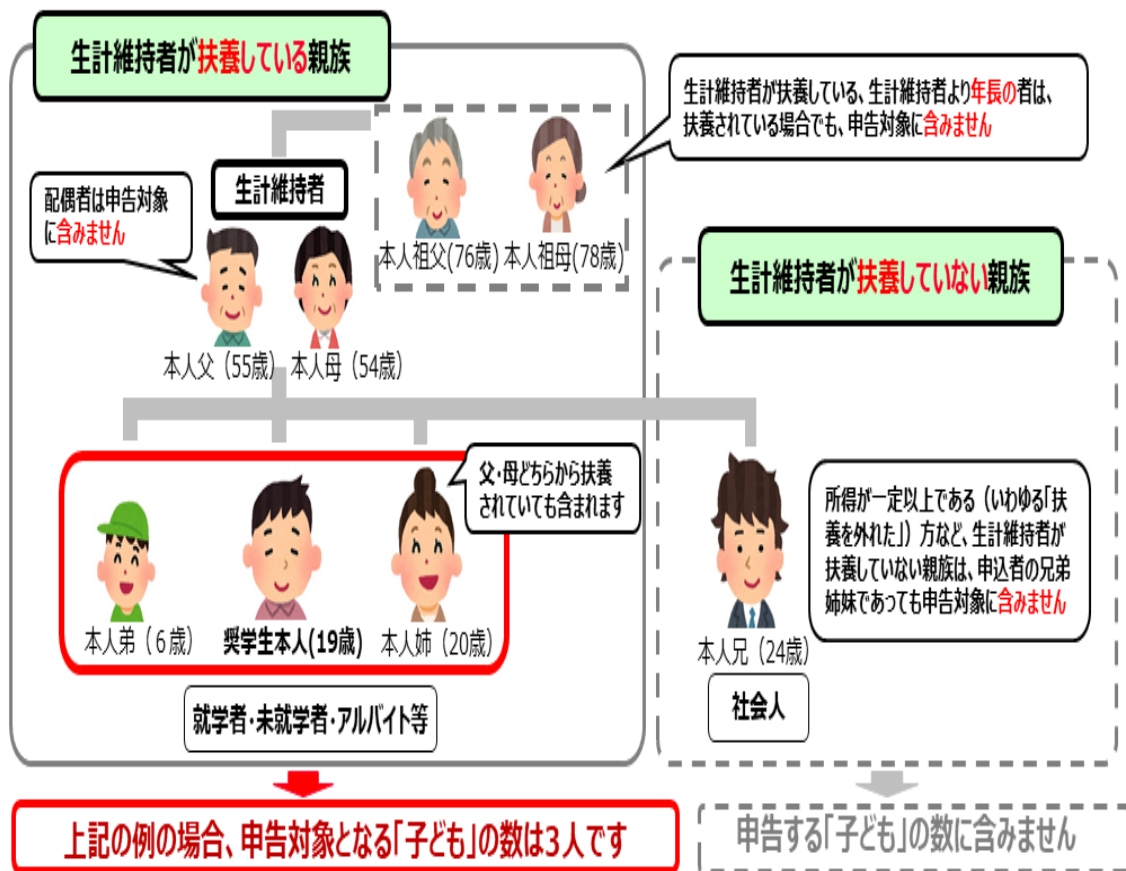 生計維持者が扶養している親族
生計維持者が扶養している、生計維持者より年長の者は、
扶養されている場合でも、申告対象に含みません
生計維持者
配偶者は申告対象
に含みません
本人祖父(76歳)
本人祖母(78歳)
生計維持者が扶養していない親族
本人父(55歳)
本人母(54歳)
父・母どちらから扶養
されていても含まれます
所得が一定以上である(いわゆる「扶
養を外れた」)方など、生計維持者が
扶養していない親族は、申込者の兄弟
姉妹であっても申告対象に含みません
本人弟(6歳)
奨学生本人(19歳)
本人姉(20歳)
本人兄(24歳)
就学者・未就学者・アルバイト等
社会人
上記の例の場合、申告対象となる「子ども」の数は3人です
申告する「子ども」の数に含みません